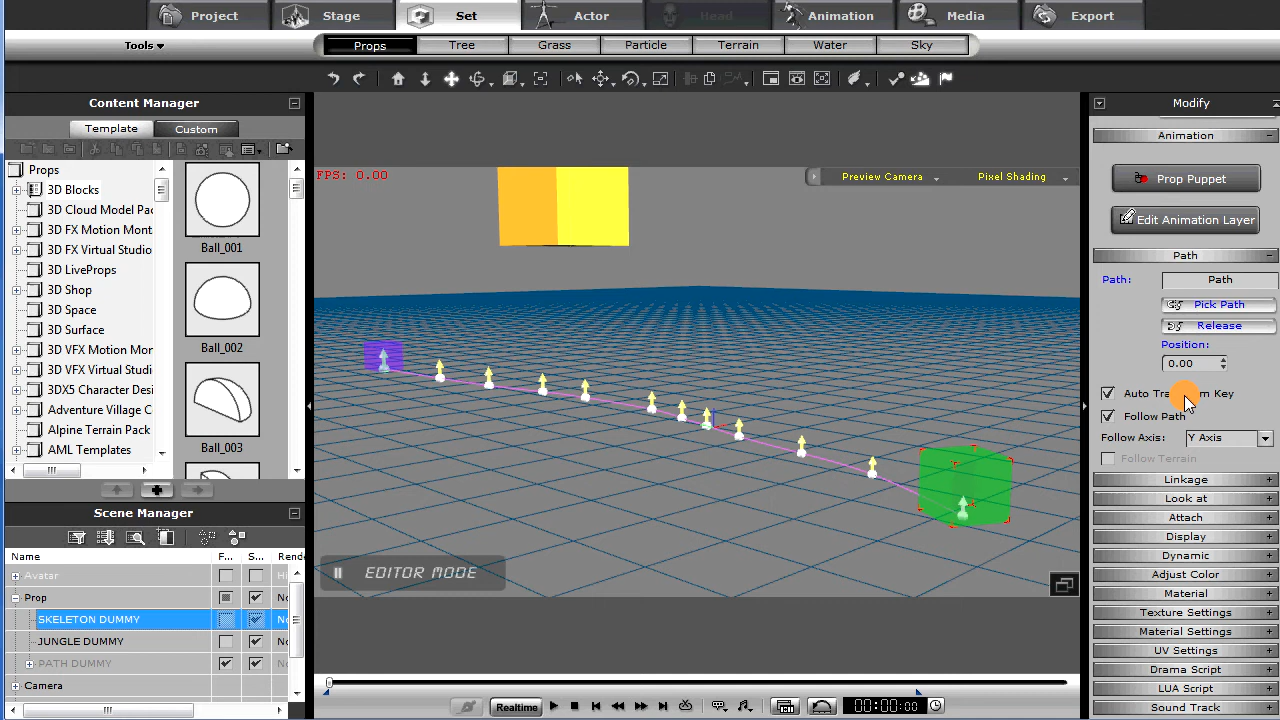 Project Stage Set Actor Head Animation Media Export
Tools Props Tree Grass Particle Terrain Water Sky
Content Manager
Template Custom
Props
3D Blocks
3D Cloud Model Pac
3D FX Motion Mont
3D FX Virtual Studio
3D LiveProps
3D Shop
3D Space
3D Surface
3D VFX Motion Mor
3D VFX Virtual Studi
3DX5 Character Desi
Adventure Village C
Alpine Terrain Pack
AML Templates
Ball_001
Ball_002
Ball_003
Scene Manager
Name F... S... Rende
Avatar
Prop
SKELETON DUMMY
JUNGLE DUMMY
PATH DUMMY
Camera
FPS: 0.00
Preview Camera Pixel Shading
EDITOR MODE
Realtime 00:00:00
Modify
Animation
Prop Puppet
Edit Animation Layer
Path
Path: Path
Pick Path
Release
Position:
0.00
Follow Path
Follow Axis: Y Axis
Follow Terrain
Linkage
Look at
Attach
Display
Dynamic
Adjust Color
Material
Texture Settings
Material Settings
UV Settings
Drama Script
LUA Script
Sound Track